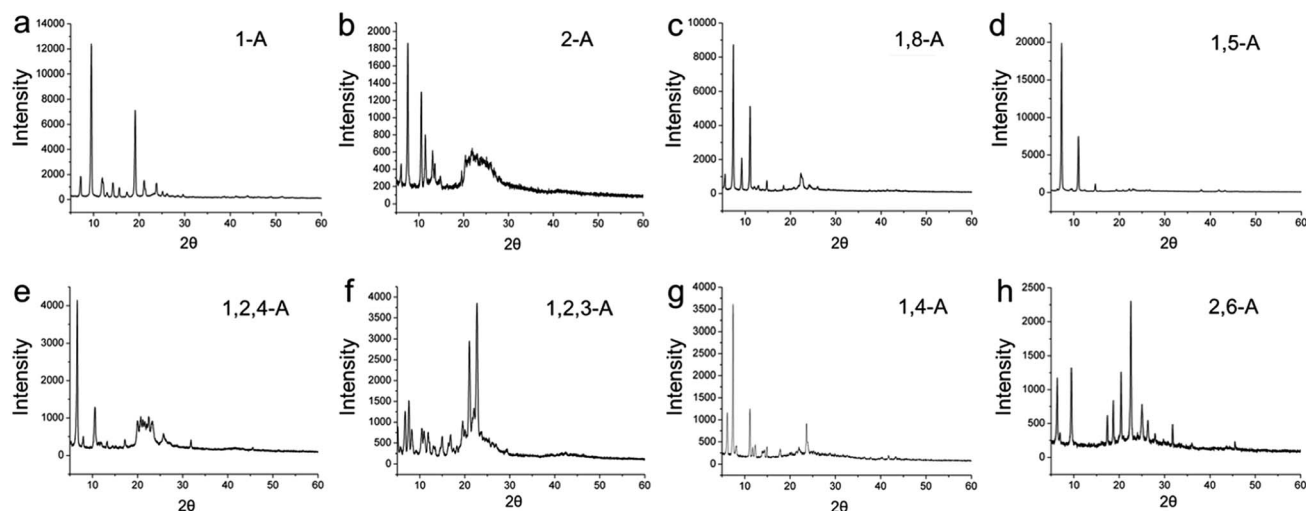 a
1-A
Intensity
14000
12000
10000
8000
6000
4000
2000
0
10 20 30 40 50 60
2θ
b
2-A
Intensity
2000
1800
1600
1400
1200
1000
800
600
400
200
0
10 20 30 40 50 60
2θ
c
1,8-A
Intensity
10000
8000
6000
4000
2000
0
10 20 30 40 50 60
2θ
d
1,5-A
Intensity
20000
15000
10000
5000
0
10 20 30 40 50 60
2θ
e
1,2,4-A
Intensity
4000
3000
2000
1000
0
10 20 30 40 50 60
2θ
f
1,2,3-A
Intensity
4000
3500
3000
2500
2000
1500
1000
500
0
10 20 30 40 50 60
2θ
g
1,4-A
Intensity
4000
3500
3000
2500
2000
1500
1000
500
0
10 20 30 40 50 60
2θ
h
2,6-A
Intensity
2500
2000
1500
1000
500
0
10 20 30 40 50 60
2θ